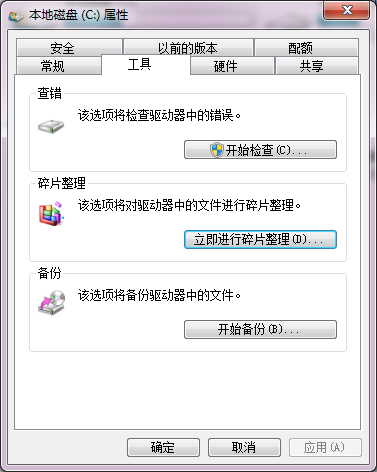 本地磁盘 (C:) 属性
安全 以前的版本 配额
常规 工具 硬件 共享
查错
该选项将检查驱动器中的错误。
开始检查(C)...
碎片整理
该选项将对驱动器中的文件进行碎片整理。
立即进行碎片整理(D)...
备份
该选项将备份驱动器中的文件。
开始备份(B)...
确定 取消 应用(A)